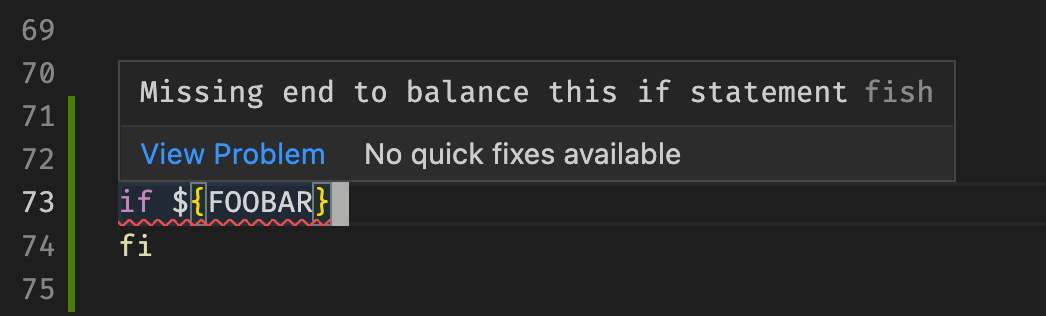 69
70
Missing end to balance this if statement fish
71
72
View Problem No quick fixes available
73 if ${FOOBAR}
74 fi
75